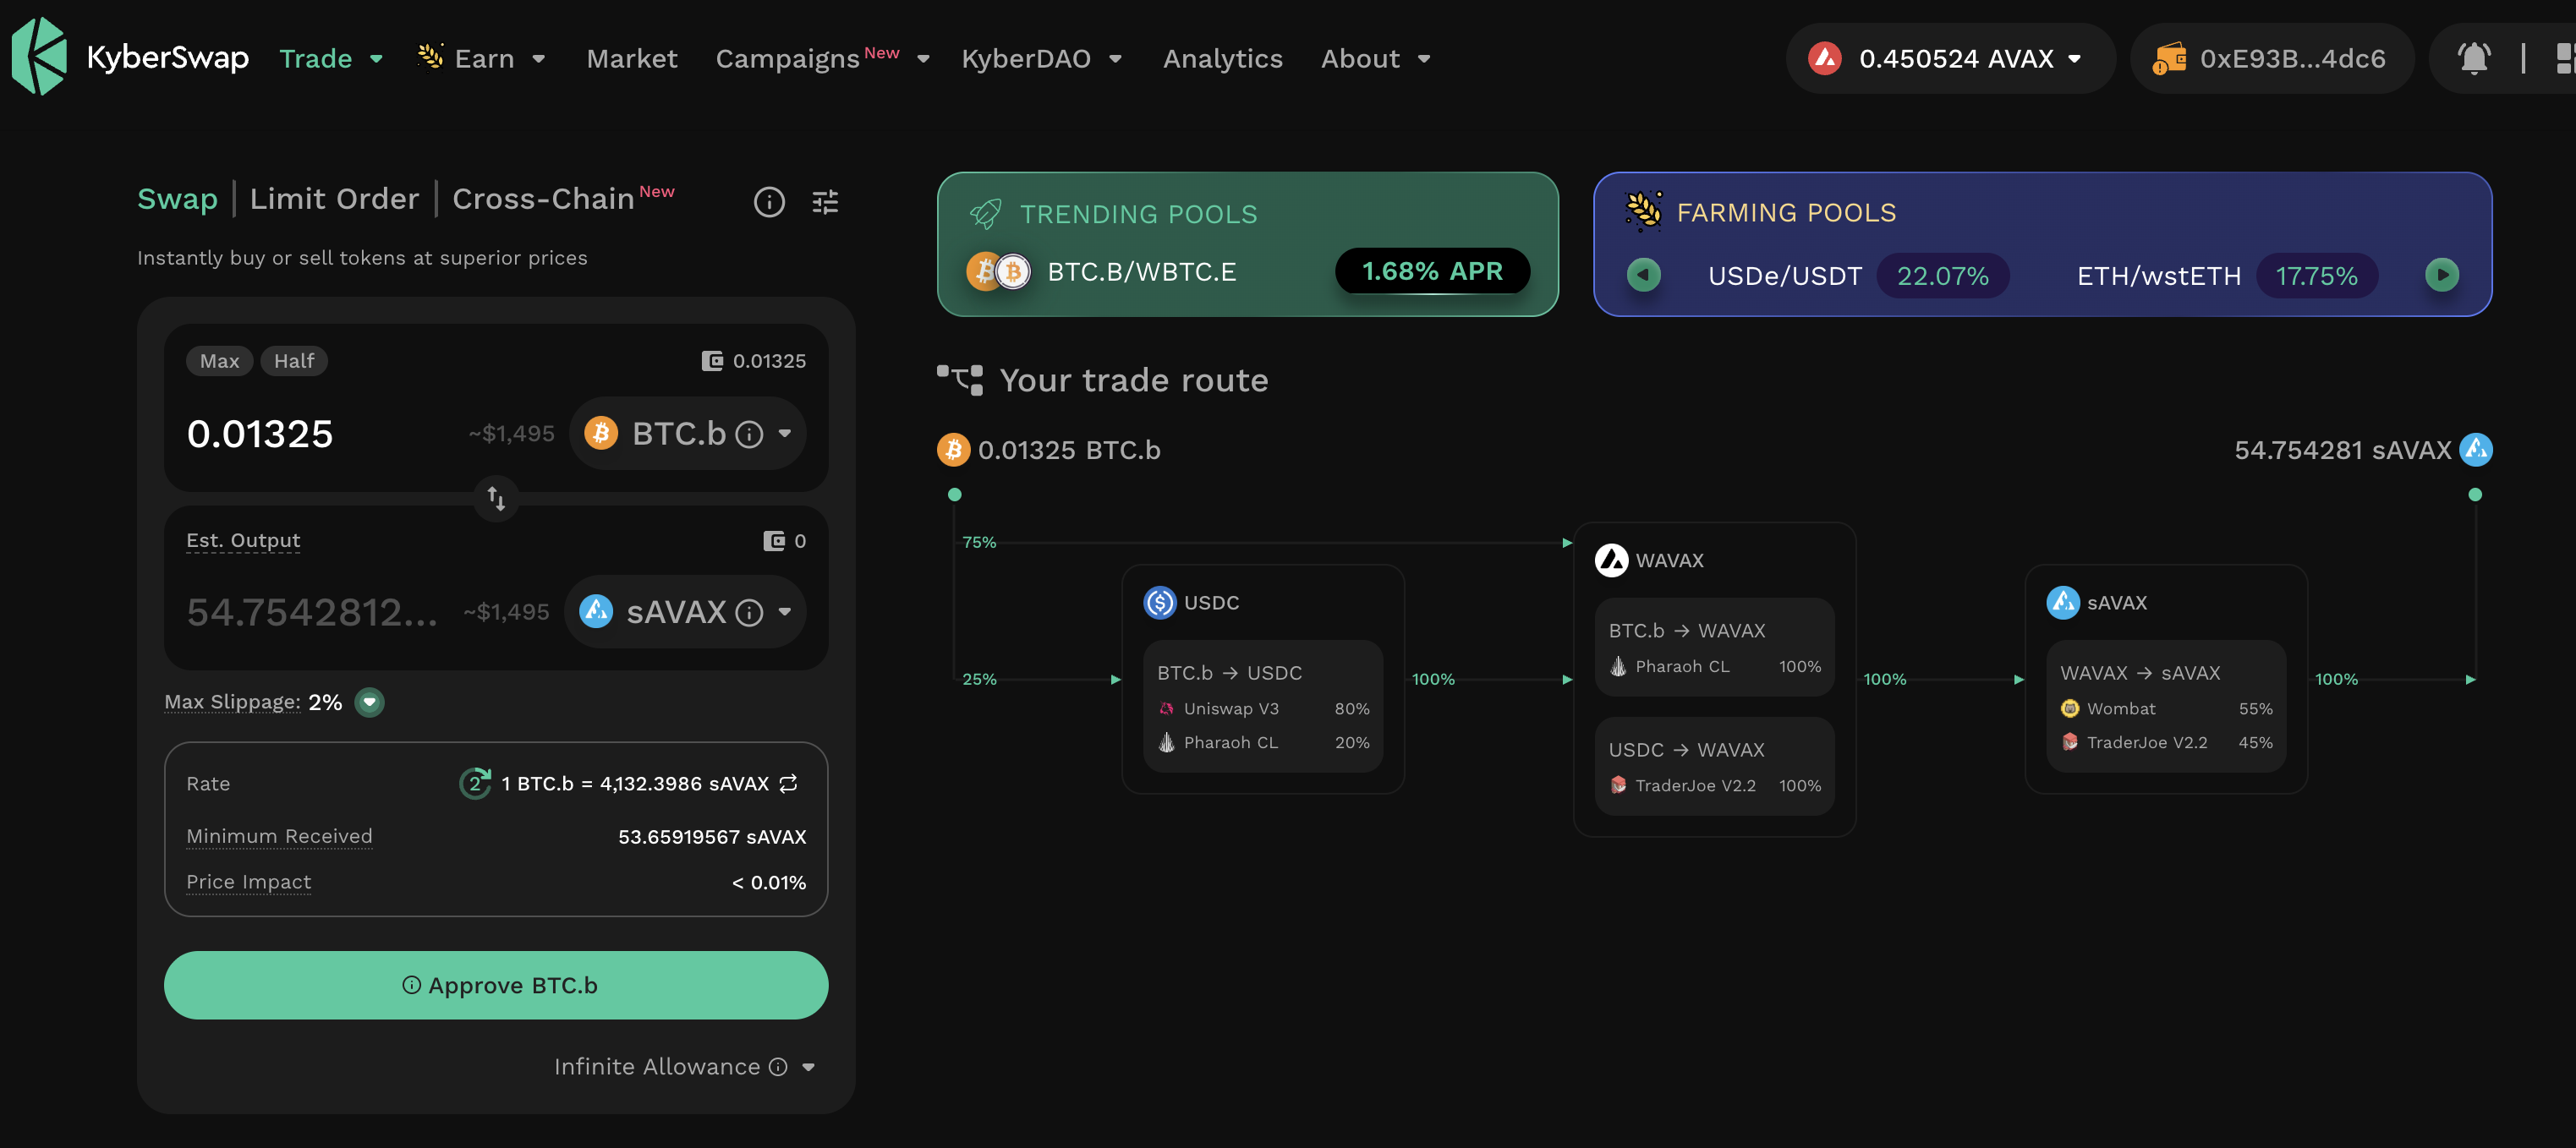 KyberSwap Trade Earn Market Campaigns New KyberDAO Analytics About 0.450524 AVAX 0xE93B...4dc6
Swap | Limit Order | Cross-Chain New
Instantly buy or sell tokens at superior prices
Max Half 0.01325
0.01325 ~$1,495 BTC.b
Est. Output 0
54.7542812... ~$1,495 sAVAX
Max Slippage: 2%
Rate 2 1 BTC.b = 4,132.3986 sAVAX
Minimum Received 53.65919567 sAVAX
Price Impact < 0.01%
Approve BTC.b
Infinite Allowance
TRENDING POOLS
BTC.B/WBTC.E 1.68% APR
FARMING POOLS
USDe/USDT 22.07% ETH/wstETH 17.75%
Your trade route
0.01325 BTC.b 54.754281 sAVAX
75%
25%
USDC
BTC.b → USDC
Uniswap V3 80%
Pharaoh CL 20%
100%
WAVAX
BTC.b → WAVAX
Pharaoh CL 100%
USDC → WAVAX
TraderJoe V2.2 100%
100%
sAVAX
WAVAX → sAVAX
Wombat 55%
TraderJoe V2.2 45%
100%